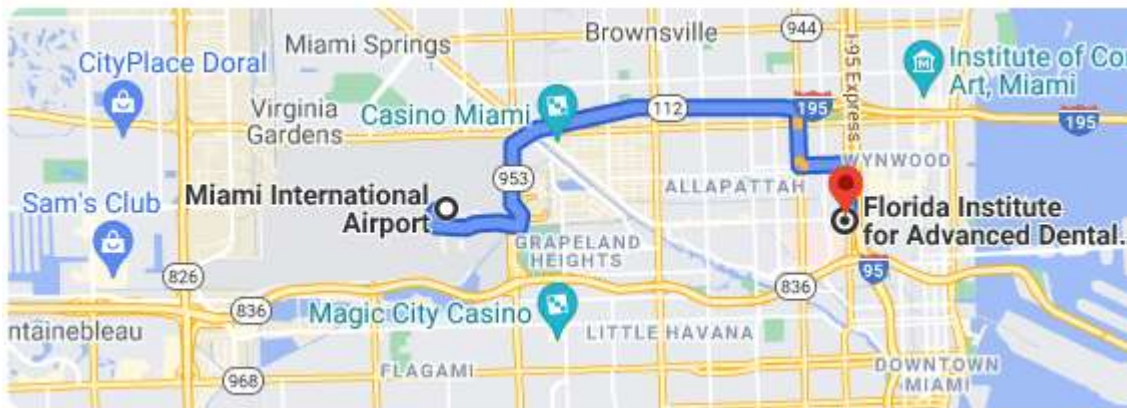 Miami Springs
Brownsville
944
I-95 Express
CityPlace Doral
Institute of Co
Art, Miami
Virginia
Gardens
Casino Miami
112
195
195
953
WYNWOOD
ALLAPATTAH
Miami International
Airport
Sam's Club
Florida Institute
for Advanced Dental.
GRAPELAND
HEIGHTS
826
95
836
836
Magic City Casino
ntainebleau
LITTLE HAVANA
FLAGAMI
968
DOWNTOWN
MIAMI